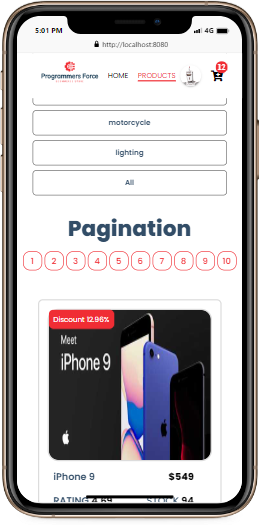 5:01 PM 4G
http://localhost:8080
Programmers Force HOME PRODUCTS 12
motorcycle
lighting
All
Pagination
1 2 3 4 5 6 7 8 9 10
Discount 12.96%
Meet
iPhone 9
iPhone 9 $549
RATING 4.69 STOCK 94